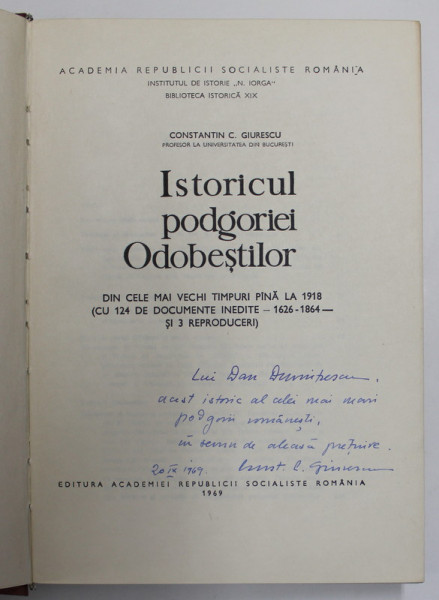 ACADEMIA REPUBLICII SOCIALISTE ROMÂNIA
INSTITUTUL DE ISTORIE „N. IORGA"
BIBLIOTECA ISTORICĂ XIX
CONSTANTIN C. GIURESCU
PROFESOR LA UNIVERSITATEA DIN BUCUREȘTI
Istoricul
podgoriei
Odobeștilor
DIN CELE MAI VECHI TIMPURI PÎNĂ LA 1918
(CU 124 DE DOCUMENTE INEDITE – 1626-1864 —
ȘI 3 REPRODUCERI)
Lui Dan Dumitrescu,
acest istoric al celei mai mari
podgorii românești,
în semn de aleasă prețuire.
20 IX 1969. Const. C. Giurescu
EDITURA ACADEMIEI REPUBLICII SOCIALISTE ROMÂNIA
1969